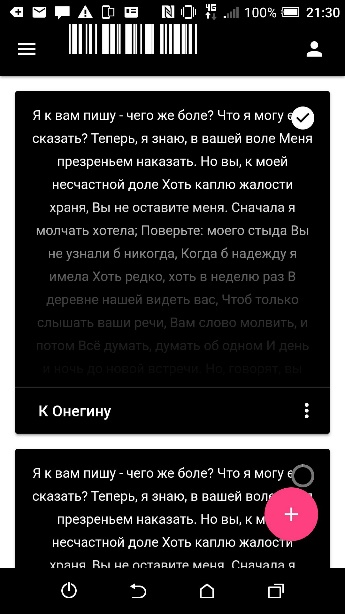 100% 21:30
Я к вам пишу - чего же боле? Что я могу е
сказать? Теперь, я знаю, в вашей воле Меня
презреньем наказать. Но вы, к моей
несчастной доле Хоть каплю жалости
храня, Вы не оставите меня. Сначала я
молчать хотела; Поверьте: моего стыда Вы
не узнали б никогда, Когда б надежду я
имела Хоть редко, хоть в неделю раз В
деревне нашей видеть вас, Чтоб только
слышать ваши речи, Вам слово молвить, и
потом Всё думать, думать об одном И день
и ночь до новой встречи. Но, говорят, вы
К Онегину
Я к вам пишу - чего же боле? Что я могу е
сказать? Теперь, я знаю, в вашей воле
презреньем наказать. Но вы, к м
несчастной доле Хоть каплю жалости
храня, Вы не оставите меня. Сначала я